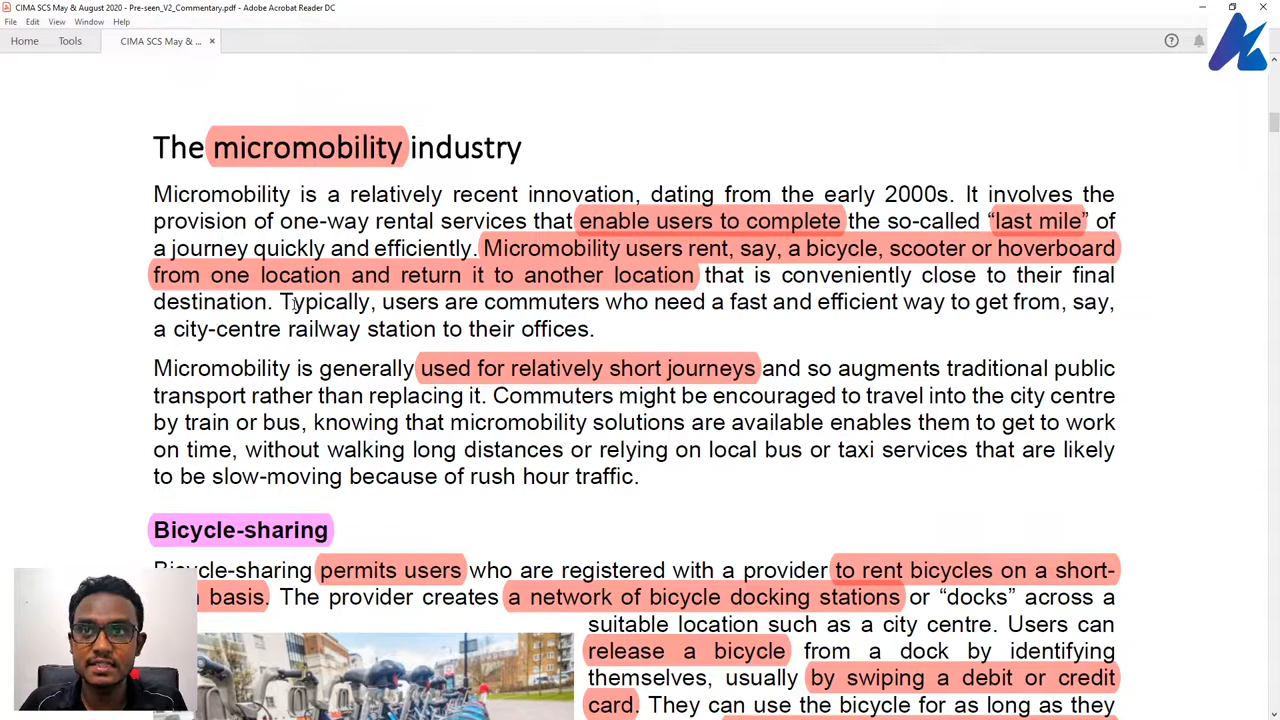 CIMA SCS May & August 2020 - Pre-seen_V2_Commentary.pdf - Adobe Acrobat Reader DC
File Edit View Window Help
Home Tools CIMA SCS May & ... ×
The micromobility industry
Micromobility is a relatively recent innovation, dating from the early 2000s. It involves the
provision of one-way rental services that enable users to complete the so-called “last mile” of
a journey quickly and efficiently. Micromobility users rent, say, a bicycle, scooter or hoverboard
from one location and return it to another location that is conveniently close to their final
destination. Typically, users are commuters who need a fast and efficient way to get from, say,
a city-centre railway station to their offices.
Micromobility is generally used for relatively short journeys and so augments traditional public
transport rather than replacing it. Commuters might be encouraged to travel into the city centre
by train or bus, knowing that micromobility solutions are available enables them to get to work
on time, without walking long distances or relying on local bus or taxi services that are likely
to be slow-moving because of rush hour traffic.
Bicycle-sharing
Bicycle-sharing permits users who are registered with a provider to rent bicycles on a short-
basis. The provider creates a network of bicycle docking stations or “docks” across a
suitable location such as a city centre. Users can
release a bicycle from a dock by identifying
themselves, usually by swiping a debit or credit
card. They can use the bicycle for as long as they